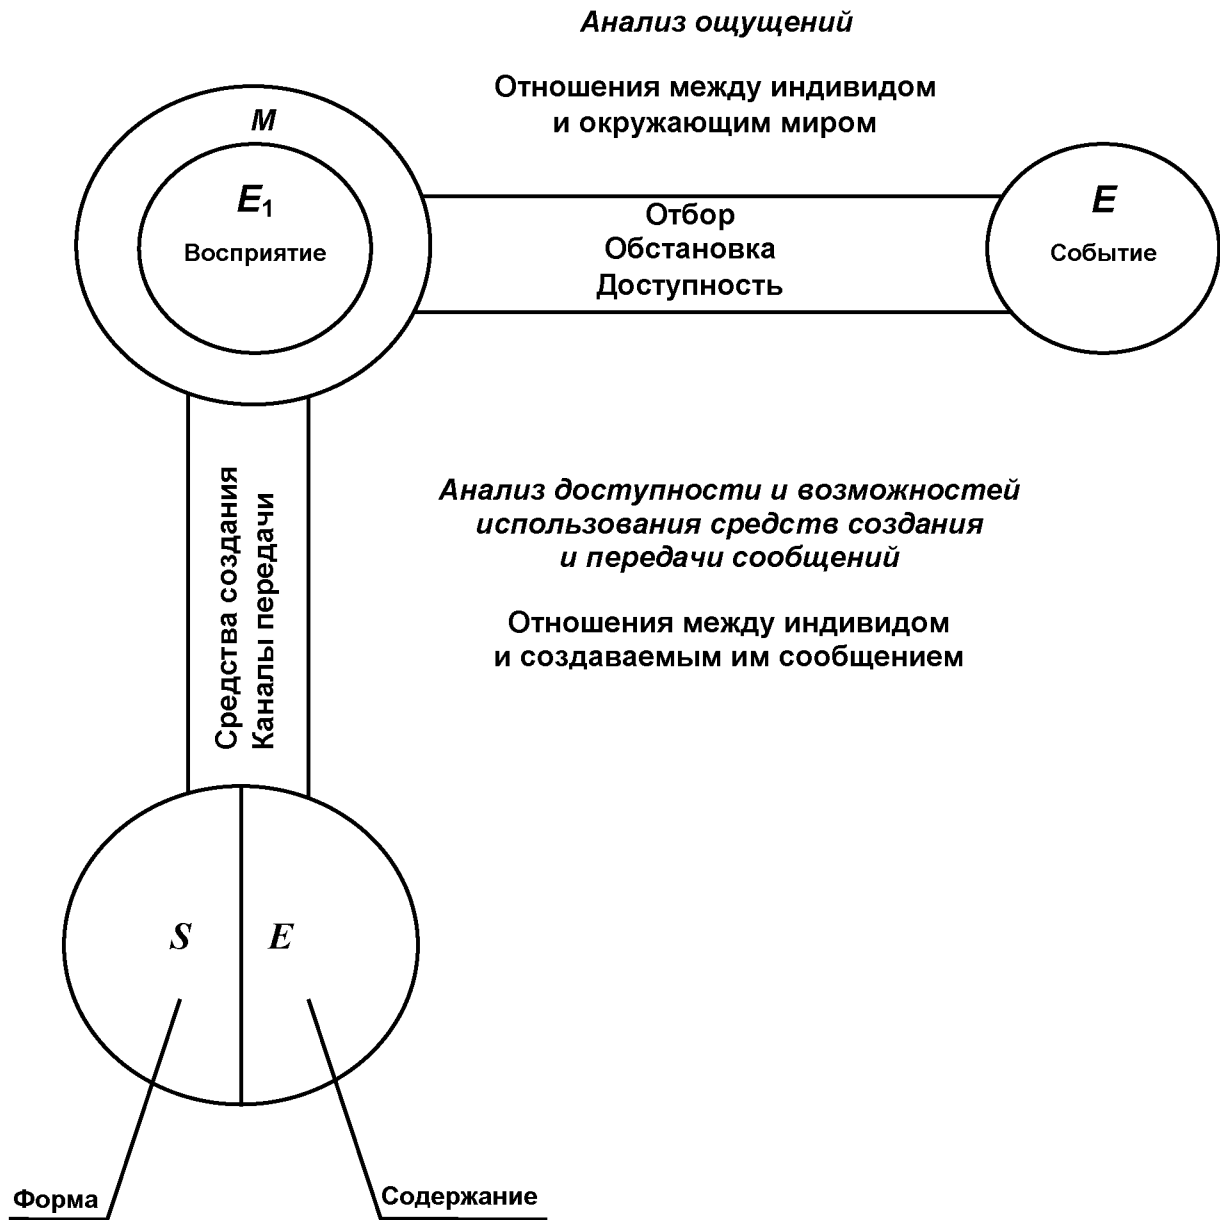 Анализ ощущений
Отношения между индивидом
и окружающим миром
M
E₁
Восприятие
Отбор
Обстановка
Доступность
E
Событие
Средства создания
Каналы передачи
Анализ доступности и возможностей
использования средств создания
и передачи сообщений
Отношения между индивидом
и создаваемым им сообщением
S
E
Форма
Содержание